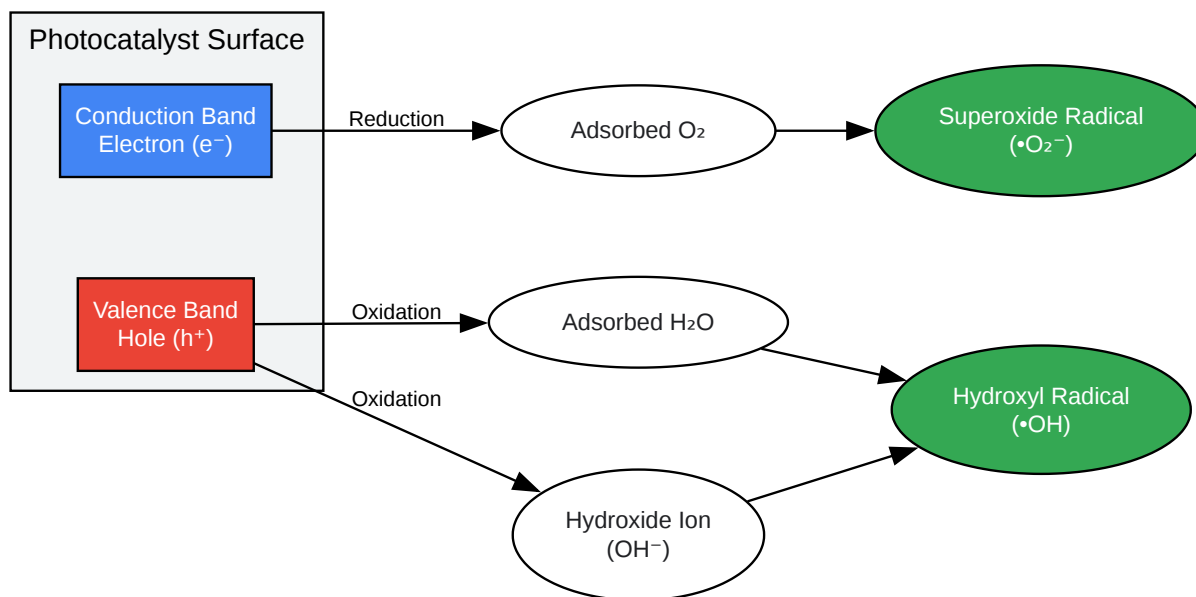 Photocatalyst Surface
Conduction Band
Electron (e⁻)
Reduction
Adsorbed O₂
Superoxide Radical
(•O₂⁻)
Valence Band
Hole (h⁺)
Oxidation
Adsorbed H₂O
Oxidation
Hydroxyl Radical
(•OH)
Hydroxide Ion
(OH⁻)